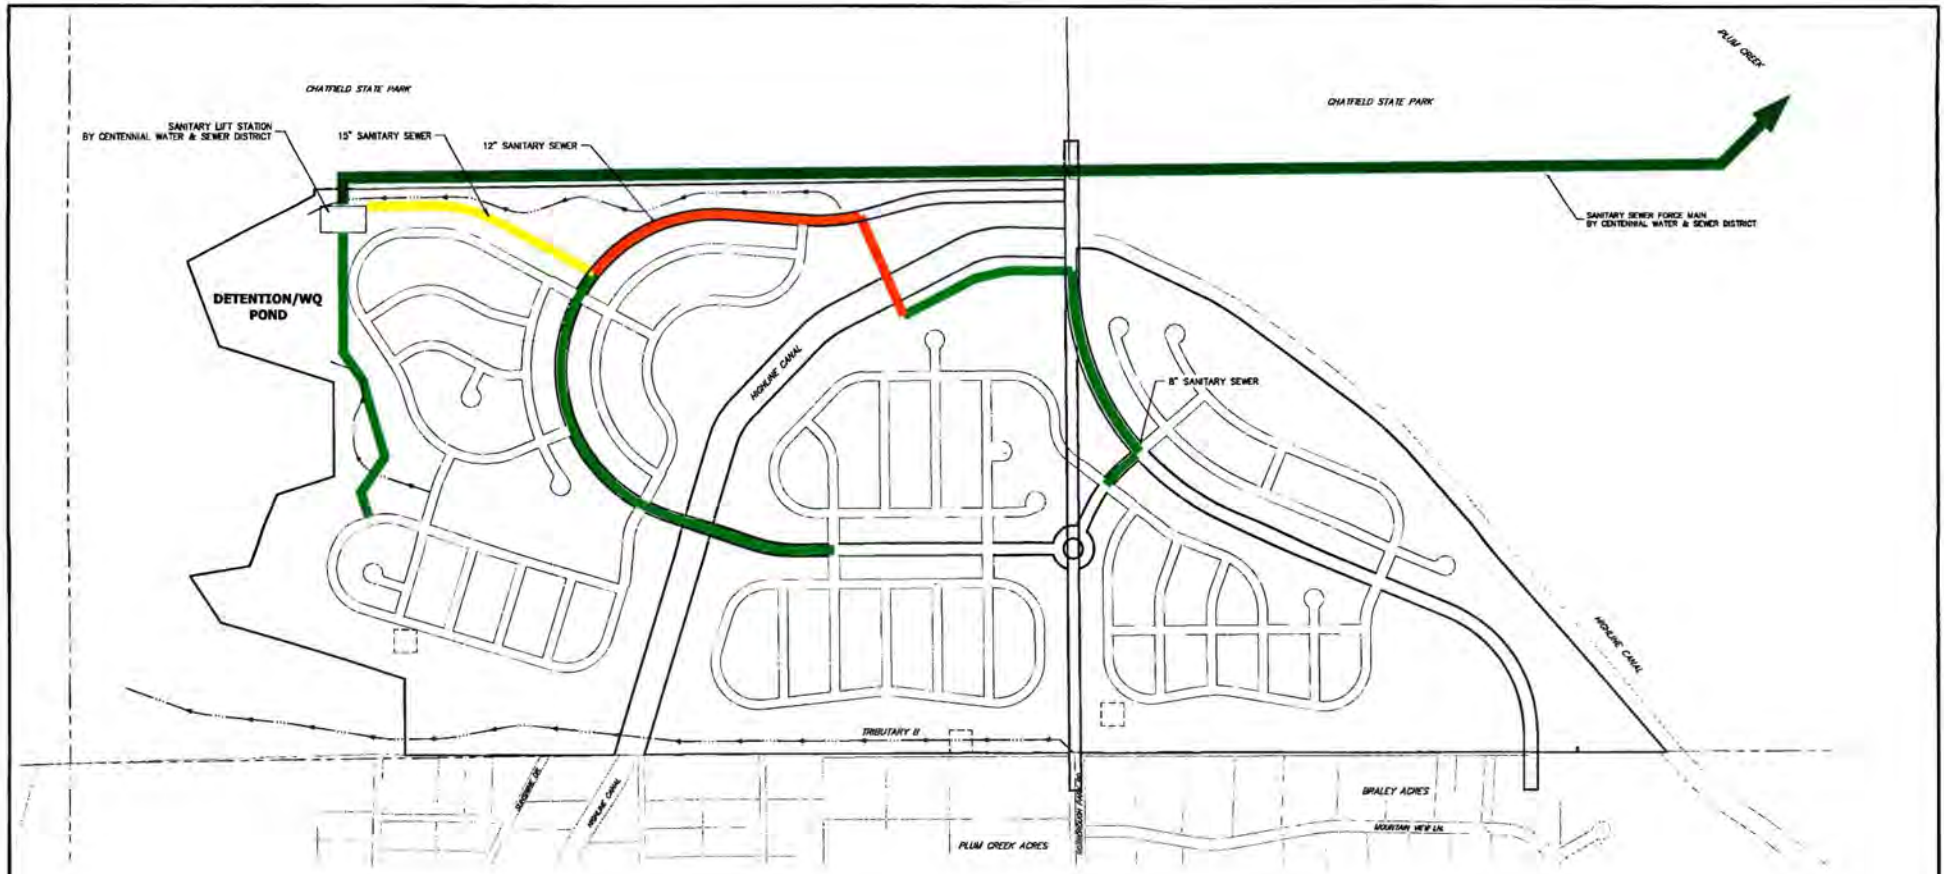 PLUM CREEK
CHATFIELD STATE PARK
CHATFIELD STATE PARK
SANITARY LIFT STATION
BY CENTENNIAL WATER & SEWER DISTRICT
15" SANITARY SEWER
12" SANITARY SEWER
SANITARY SEWER FORCE MAIN
BY CENTENNIAL WATER & SEWER DISTRICT
DETENTION/WQ
POND
HIGHLINE CANAL
8" SANITARY SEWER
HIGHLINE CANAL
TRIBUTARY B
HIGHLINE CANAL
BRALEY ACRES
MOUNTAIN VIEW LN.
PLUM CREEK ACRES